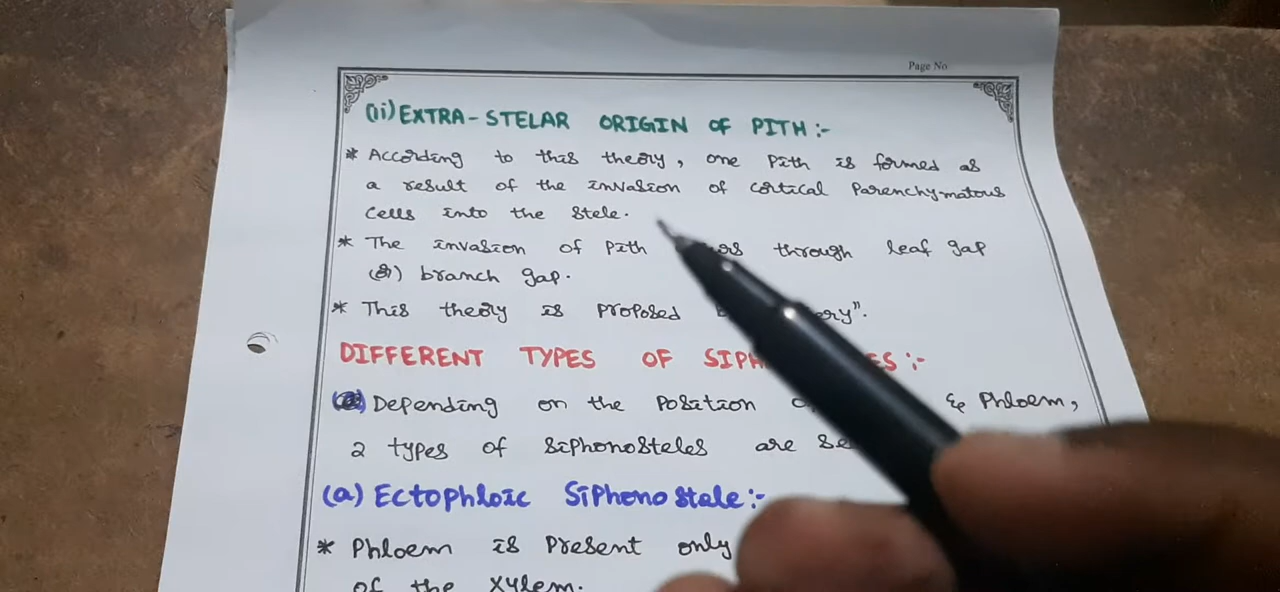 Page No
(ii) EXTRA-STELAR ORIGIN OF PITH:-
* According to this theory, one pith is formed as
a result of the invasion of cortical parenchymatous
cells into the stele.
* The invasion of pith through leaf gap
(or) branch gap.
* This theory is proposed
DIFFERENT TYPES OF
Depending on the position & phloem,
2 types of siphonosteles are
(a) Ectophloic Siphonostale:-
* Phloem is present only
of the xylem.